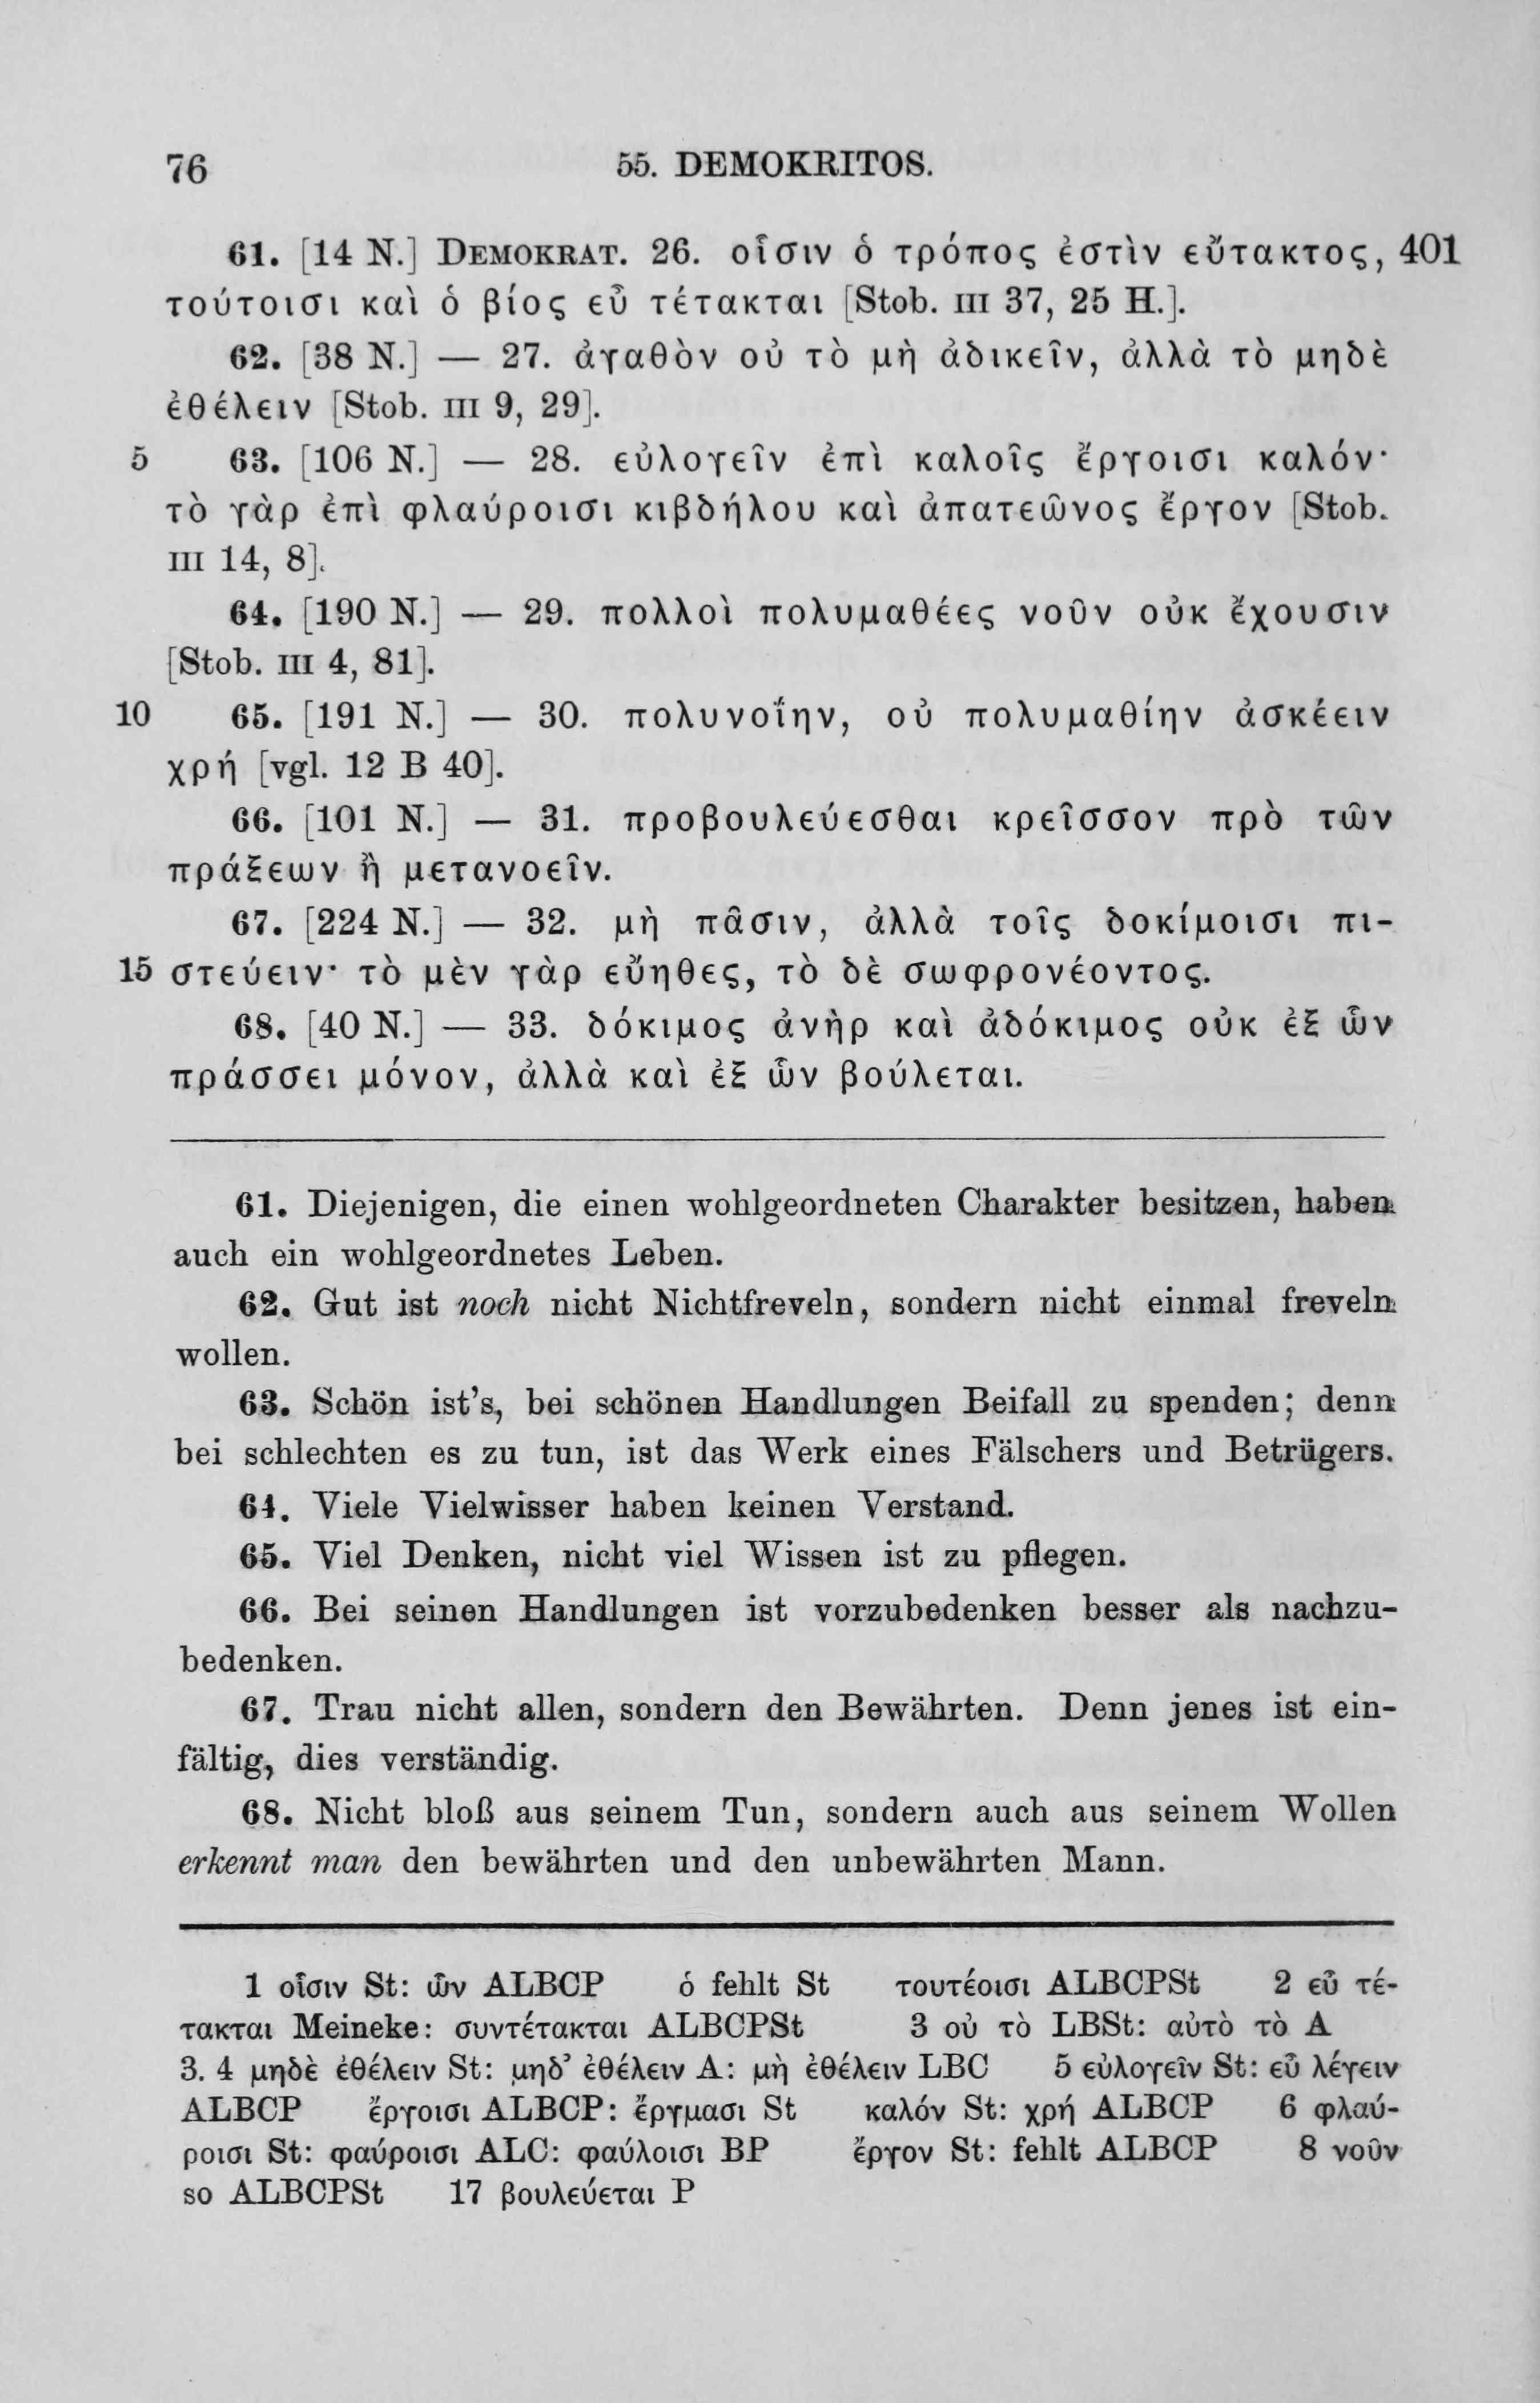 76 55. DEMOKRITOS.
61. [14 N.] DEMOKRAT. 26. οἷσιν ὁ τρόπος ἐστὶν εὔτακτος, 401
τούτοισι καὶ ὁ βίος εὖ τέτακται [Stob. III 37, 25 H.].
62. [38 N.] — 27. ἀγαθὸν οὐ τὸ μὴ ἀδικεῖν, ἀλλὰ τὸ μηδὲ
ἐθέλειν [Stob. III 9, 29].
5 63. [106 N.] — 28. εὐλογεῖν ἐπὶ καλοῖς ἔργοισι καλόν·
τὸ γὰρ ἐπὶ φλαύροισι κιβδήλου καὶ ἀπατεῶνος ἔργον [Stob.
III 14, 8].
64. [190 N.] — 29. πολλοὶ πολυμαθέες νοῦν οὐκ ἔχουσιν
[Stob. III 4, 81].
10 65. [191 N.] — 30. πολυνοΐην, οὐ πολυμαθίην ἀσκέειν
χρή [vgl. 12 B 40].
66. [101 N.] — 31. προβουλεύεσθαι κρεῖσσον πρὸ τῶν
πράξεων ἢ μετανοεῖν.
67. [224 N.] — 32. μὴ πᾶσιν, ἀλλὰ τοῖς δοκίμοισι πι-
15 στεύειν· τὸ μὲν γὰρ εὔηθες, τὸ δὲ σωφρονέοντος.
68. [40 N.] — 33. δόκιμος ἀνὴρ καὶ ἀδόκιμος οὐκ ἐξ ὧν
πράσσει μόνον, ἀλλὰ καὶ ἐξ ὧν βούλεται.
61. Diejenigen, die einen wohlgeordneten Charakter besitzen, haben
auch ein wohlgeordnetes Leben.
62. Gut ist noch nicht Nichtfreveln, sondern nicht einmal freveln
wollen.
63. Schön ist's, bei schönen Handlungen Beifall zu spenden; denn
bei schlechten es zu tun, ist das Werk eines Fälschers und Betrügers.
64. Viele Vielwisser haben keinen Verstand.
65. Viel Denken, nicht viel Wissen ist zu pflegen.
66. Bei seinen Handlungen ist vorzubedenken besser als nachzu-
bedenken.
67. Trau nicht allen, sondern den Bewährten. Denn jenes ist ein-
fältig, dies verständig.
68. Nicht bloß aus seinem Tun, sondern auch aus seinem Wollen
erkennt man den bewährten und den unbewährten Mann.
1 οἷσιν St: ὧν ALBCP ὁ fehlt St τουτέοισι ALBCPSt 2 εὖ τέ-
τακται Meineke: συντέτακται ALBCPSt 3 οὐ τὸ LBSt: αὐτὸ τὸ A
3. 4 μηδὲ ἐθέλειν St: μηδ' ἐθέλειν A: μὴ ἐθέλειν LBC 5 εὐλογεῖν St: εὖ λέγειν
ALBCP ἔργοισι ALBCP: ἔργμασι St καλόν St: χρή ALBCP 6 φλαύ-
ροισι St: φαύροισι ALC: φαύλοισι BP ἔργον St: fehlt ALBCP 8 νοῦν
so ALBCPSt 17 βουλεύεται P